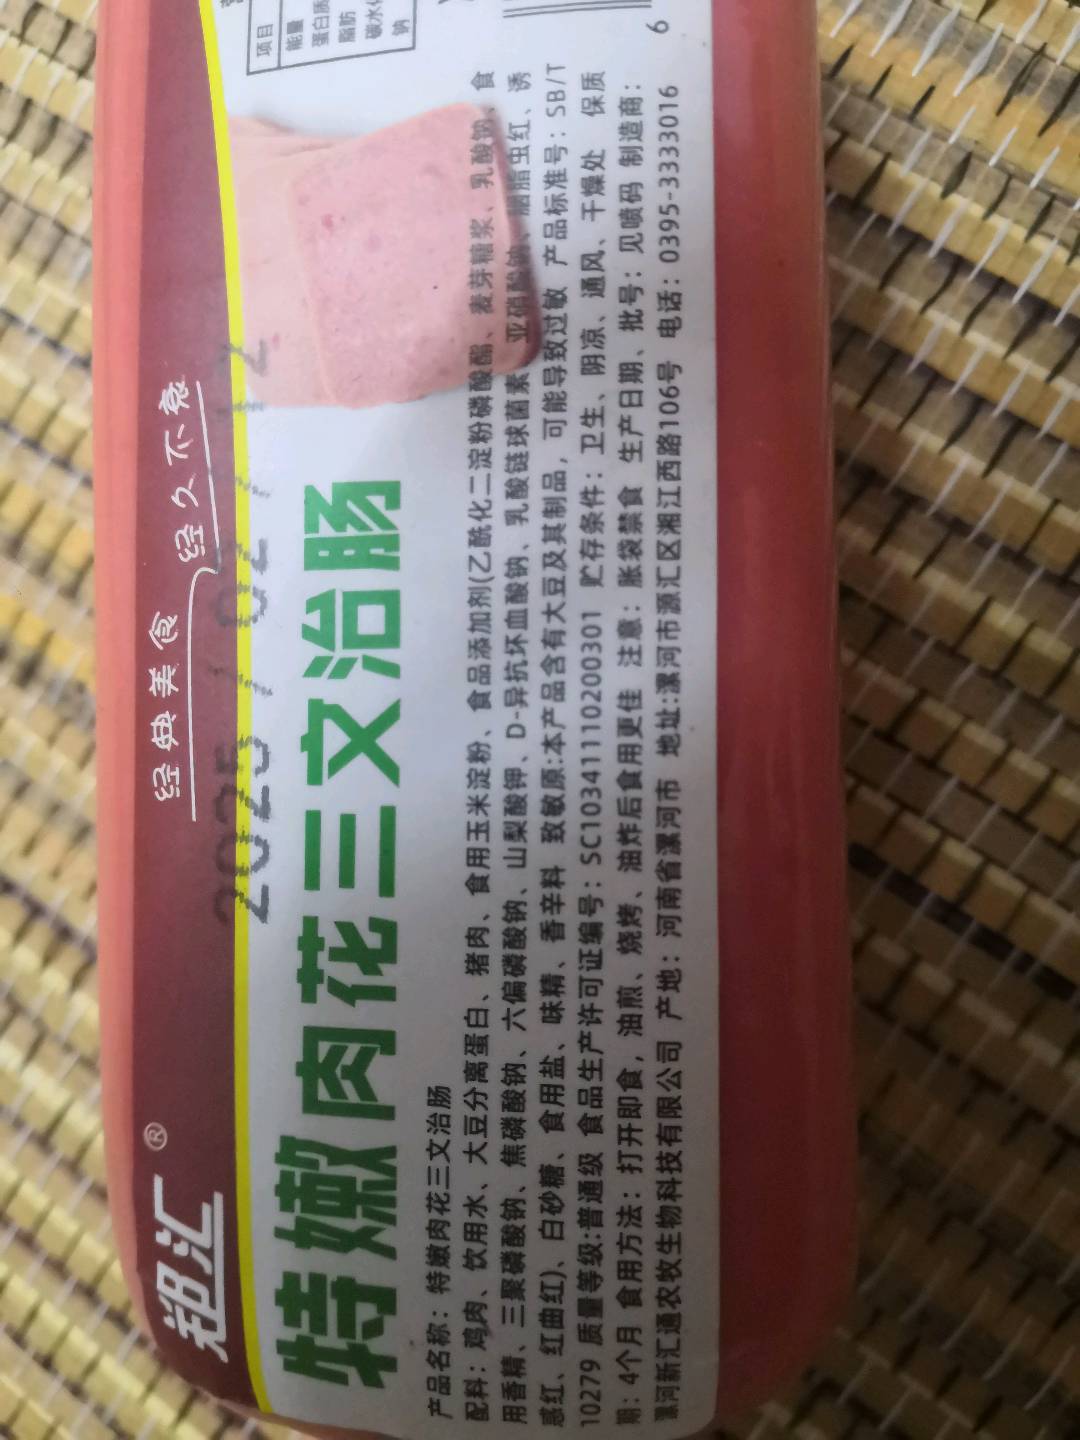 郑汇®
经典美食 经久不衰
特嫩肉花三文治肠
项目
能量
蛋白质
脂肪
钠
产品名称：特嫩肉花三文治肠
配料：鸡肉、饮用水、大豆分离蛋白、猪肉、食用玉米淀粉、食品添加剂(乙酰化二淀粉磷酸酯、麦芽糖浆、乳酸钠、食
用香精、三聚磷酸钠、焦磷酸钠、六偏磷酸钠、山梨酸钾、D-异抗坏血酸钠、乳酸链球菌素、亚硝酸钠、胭脂虫红、诱
惑红、红曲红)、白砂糖、食用盐、味精、香辛料 致敏原:本产品含有大豆及其制品，可能导致过敏 产品标准号：SB/T
10279 质量等级:普通级 食品生产许可证编号：SC10341110200301 贮存条件：卫生、阴凉、通风、干燥处 保质
期：4个月 食用方法：打开即食，油煎、烧烤、油炸后食用更佳 注意：胀袋禁食 生产日期、批号：见喷码 制造商：
漯河新汇通农牧生物科技有限公司 产地：河南省漯河市 地址:漯河市源汇区湘江西路106号 电话：0395-3333016
6